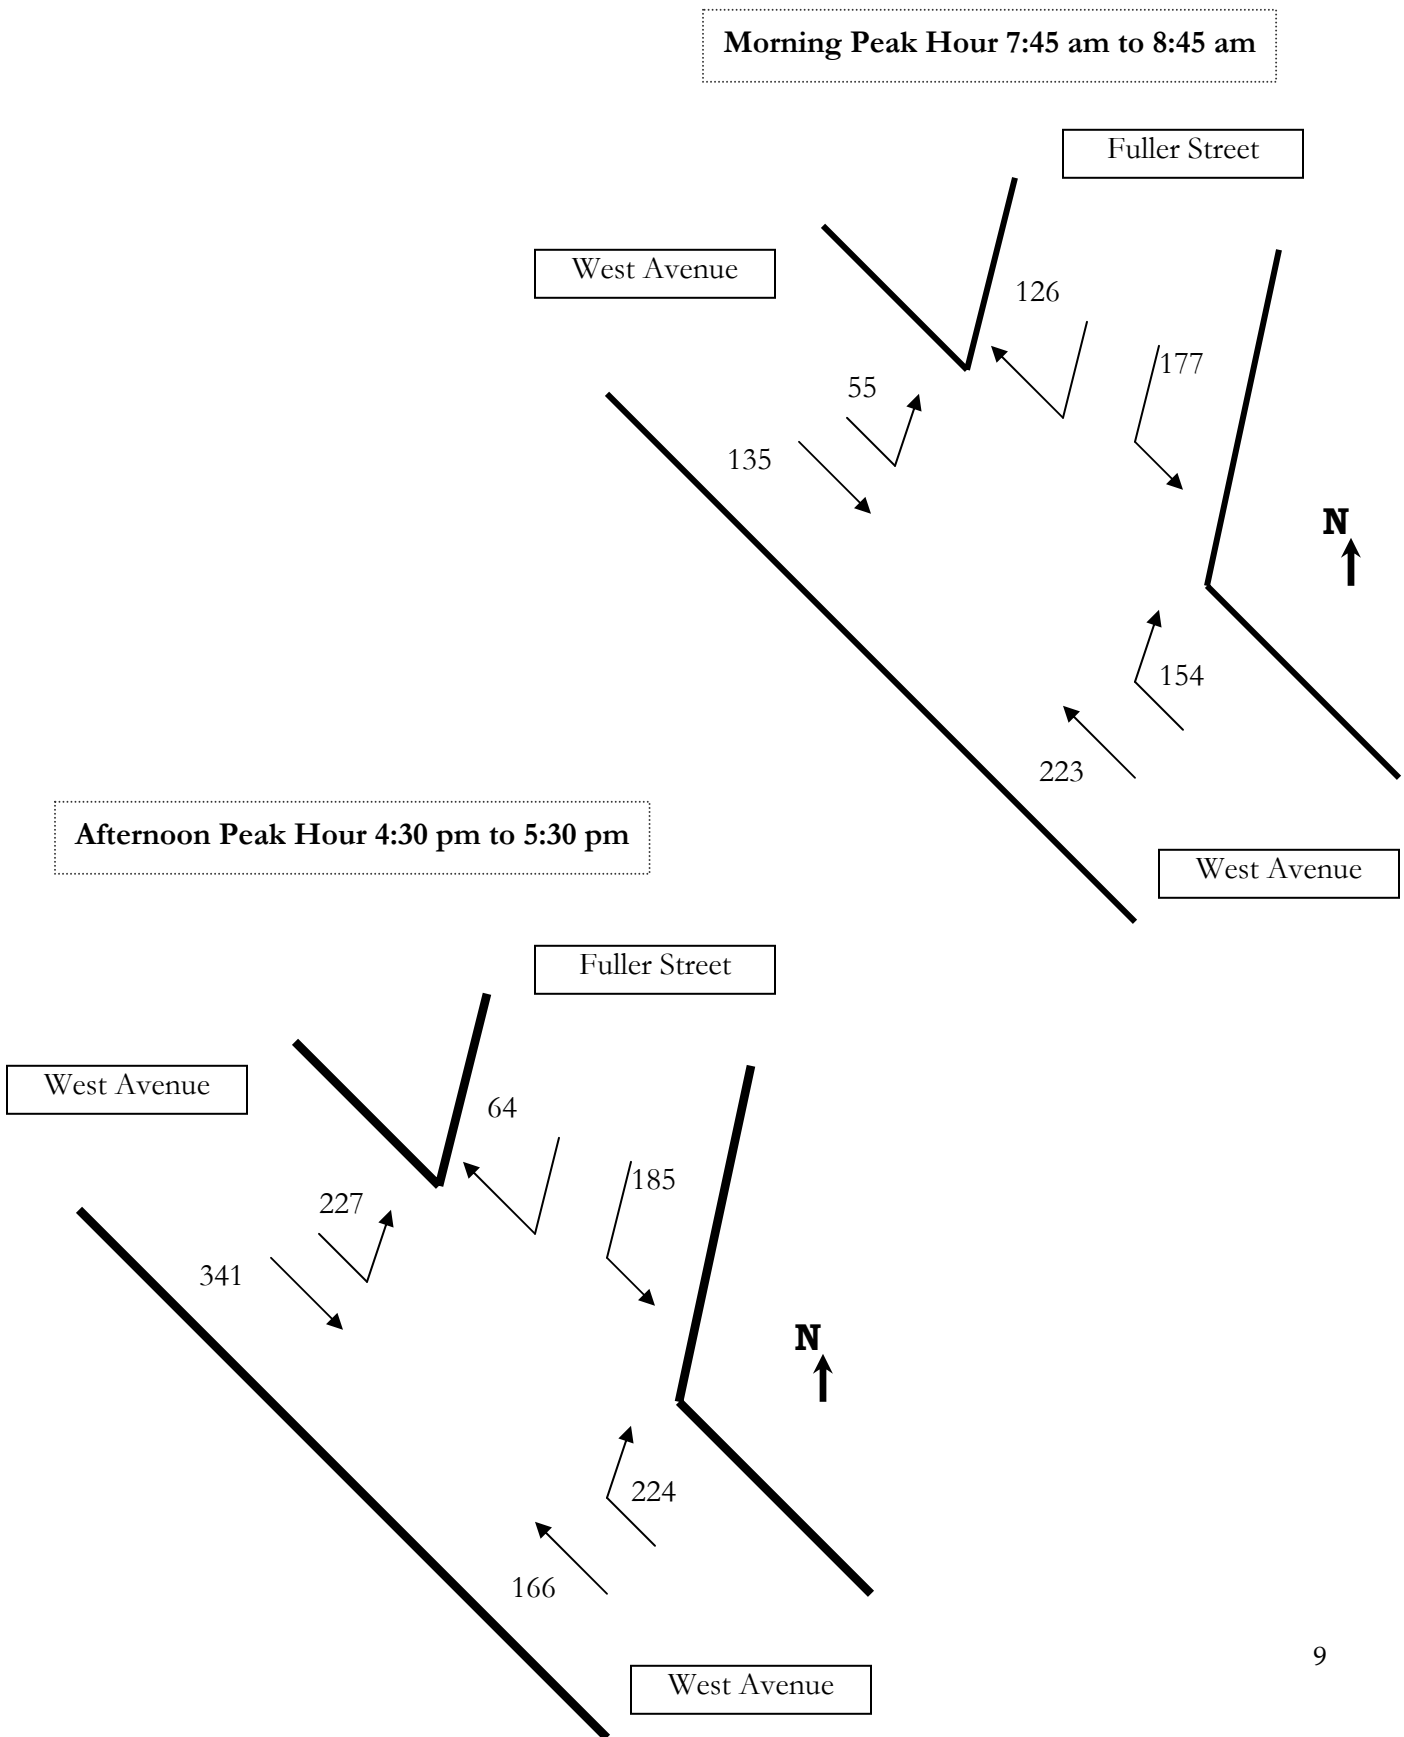 Morning Peak Hour 7:45 am to 8:45 am
Fuller Street
West Avenue
126
177
55
135
N
154
223
West Avenue
Afternoon Peak Hour 4:30 pm to 5:30 pm
Fuller Street
West Avenue
64
185
227
341
N
224
166
West Avenue
9